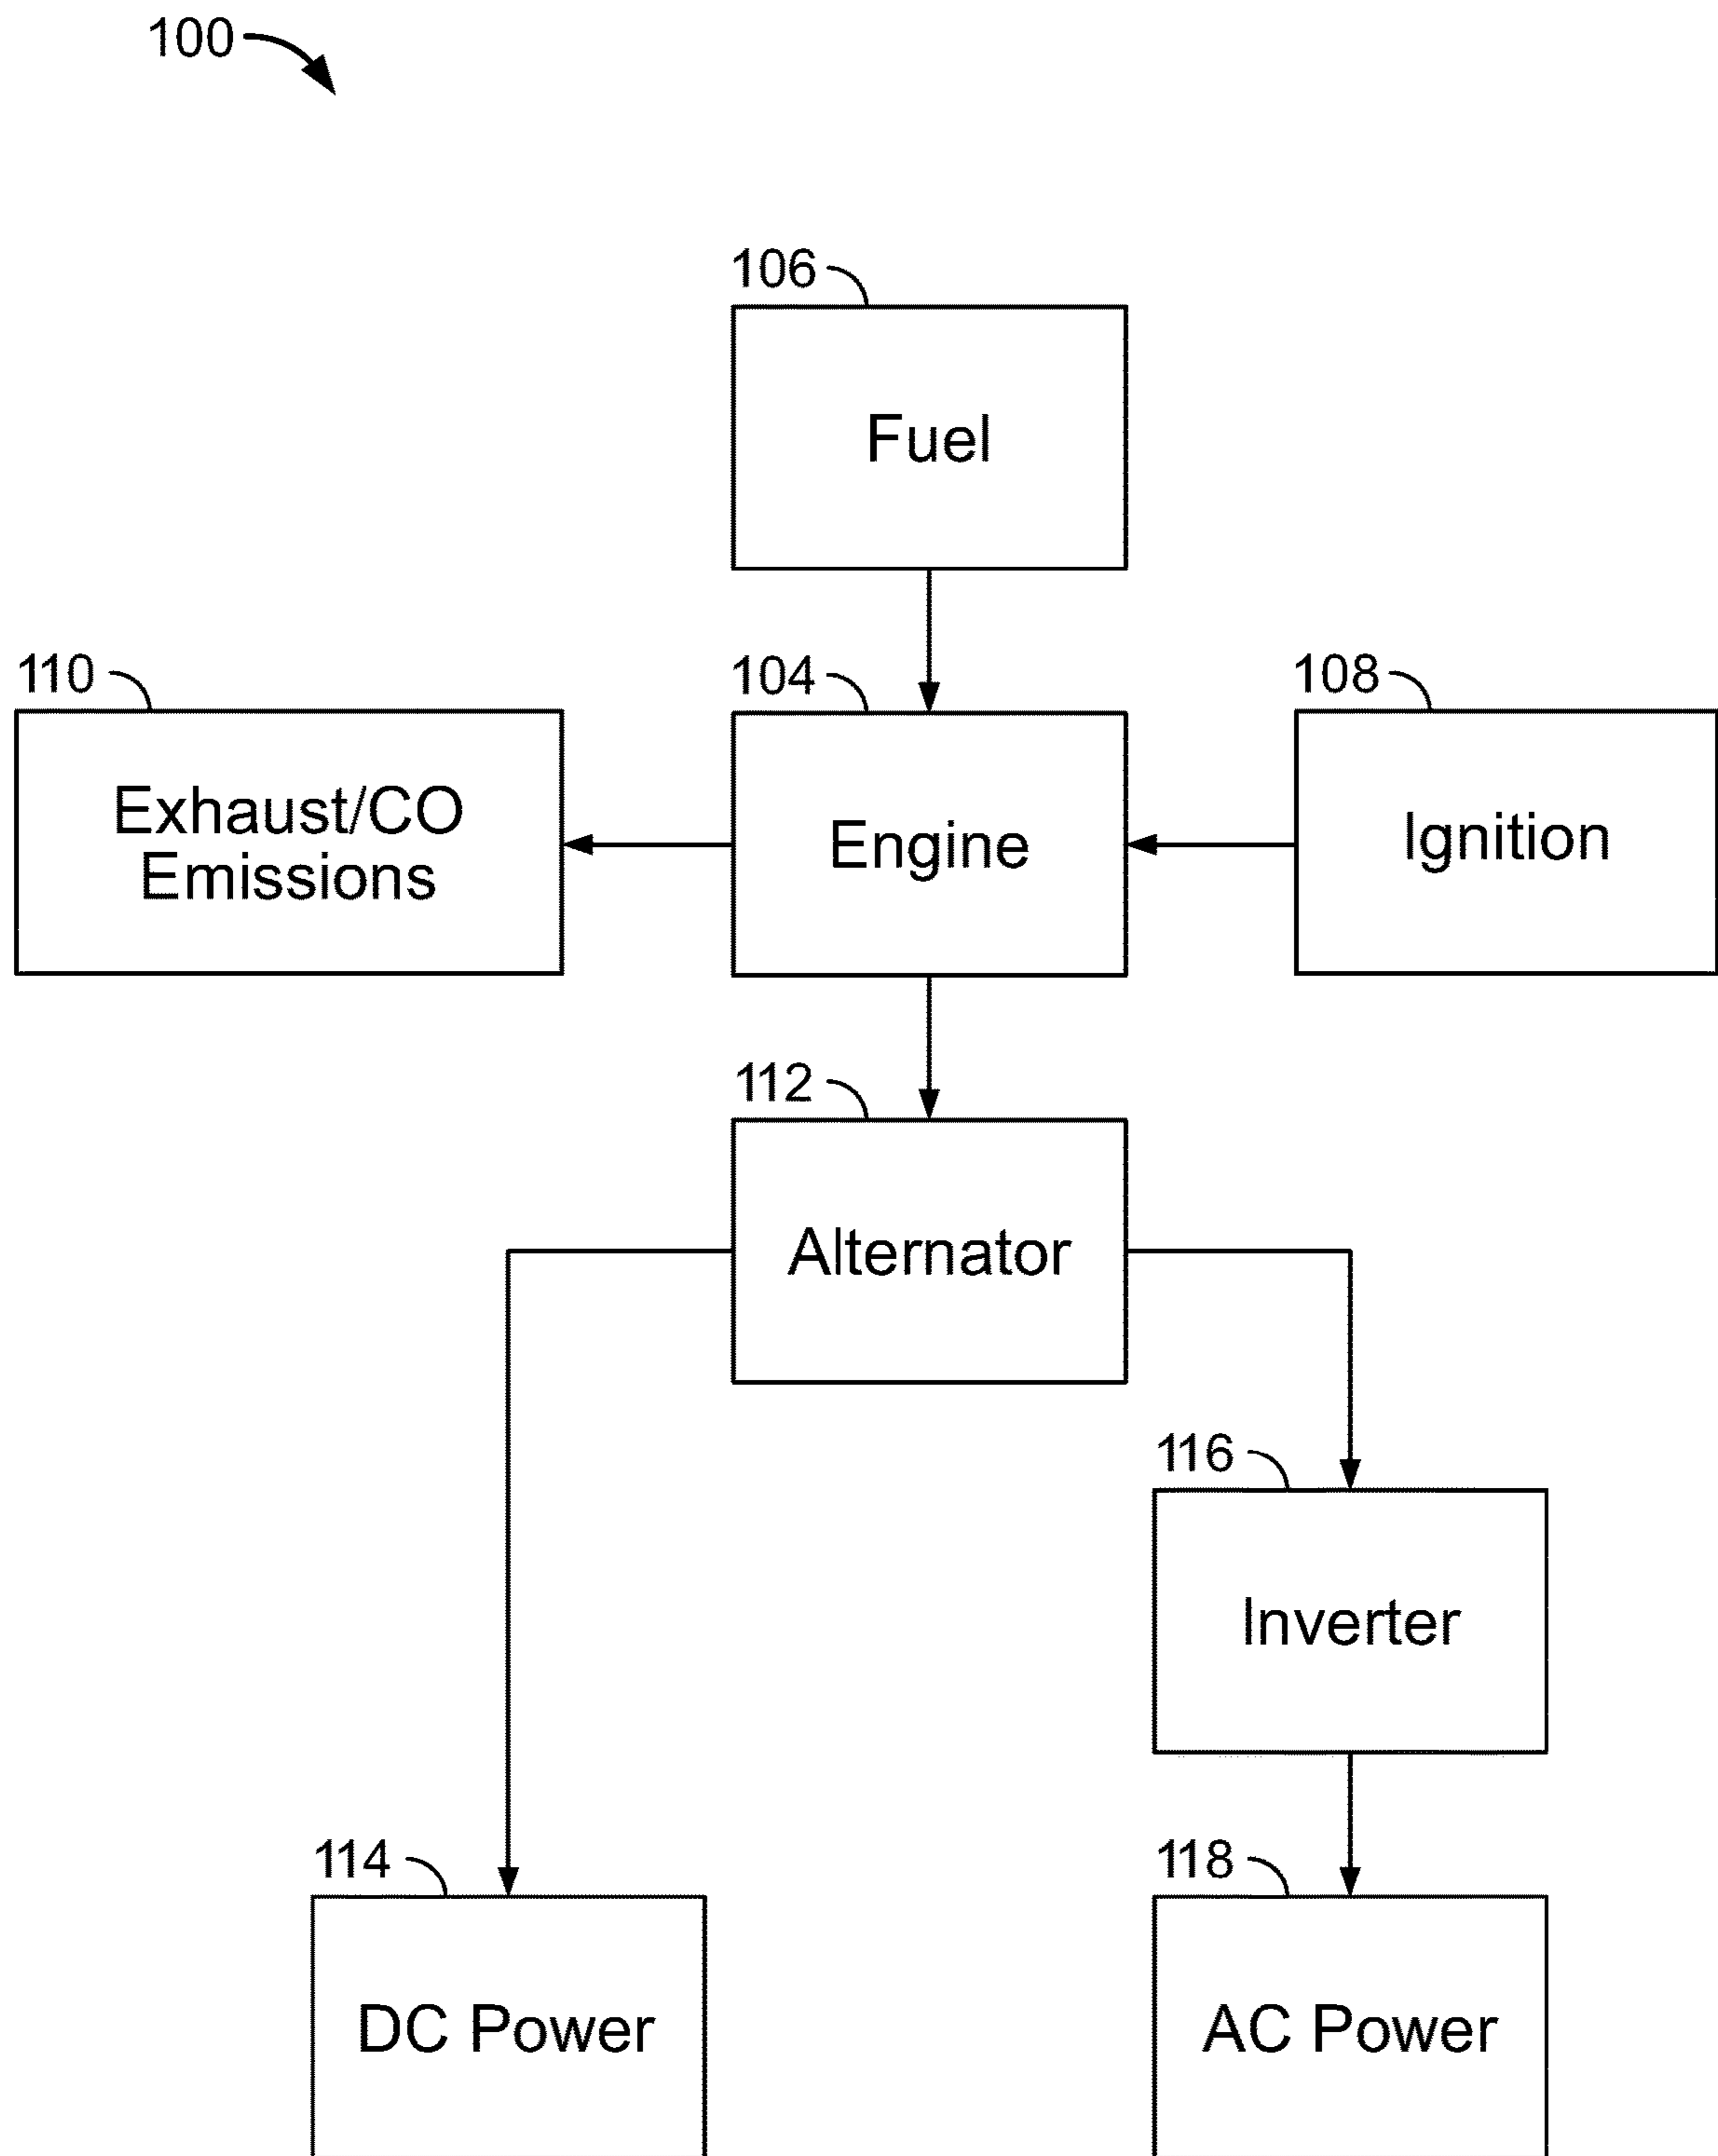 100
106
Fuel
110
104
108
Exhaust/CO
Emissions
Engine
Ignition
112
Alternator
116
Inverter
114
118
DC Power
AC Power